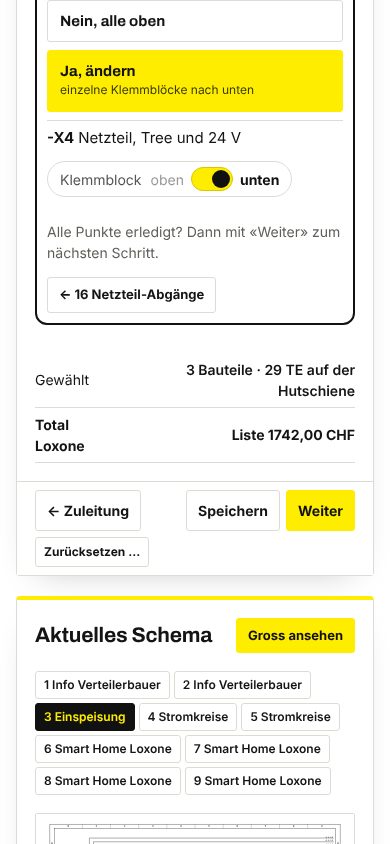 Nein, alle oben
Ja, ändern
einzelne Klemmblöcke nach unten
-X4 Netzteil, Tree und 24 V
Klemmblock oben unten
Alle Punkte erledigt? Dann mit «Weiter» zum
nächsten Schritt.
← 16 Netzteil-Abgänge
Gewählt
3 Bauteile · 29 TE auf der
Hutschiene
Total
Loxone
Liste 1742,00 CHF
← Zuleitung
Speichern
Weiter
Zurücksetzen ...
Aktuelles Schema
Gross ansehen
1 Info Verteilerbauer
2 Info Verteilerbauer
3 Einspeisung
4 Stromkreise
5 Stromkreise
6 Smart Home Loxone
7 Smart Home Loxone
8 Smart Home Loxone
9 Smart Home Loxone